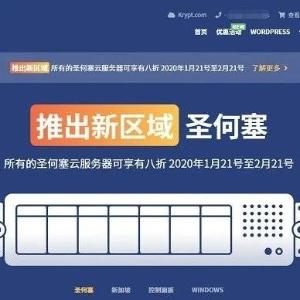 Krypt.com
首页 优惠活动 WORDPRESS
推出新区域 所有的圣何塞云服务器可享有八折 2020年1月21号至2月21号 了解更多 >
推出新区域 圣何塞
所有的圣何塞云服务器可享有八折 2020年1月21号至2月21号
圣何塞 新加坡 控制面板 WINDOWS